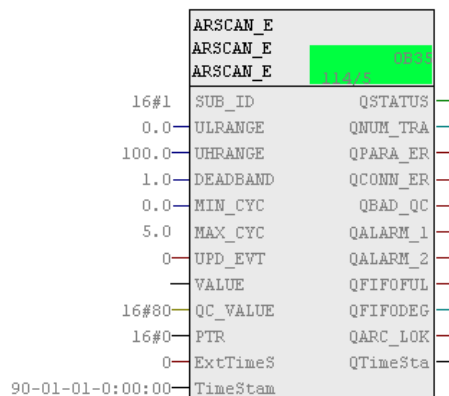 ARSCAN_E
ARSCAN_E
ARSCAN_E OB35
114/5
16#1 SUB_ID QSTATUS
0.0 ULRANGE QNUM_TRA
100.0 UHRANGE QPARA_ER
1.0 DEADBAND QCONN_ER
0.0 MIN_CYC QBAD_QC
5.0 MAX_CYC QALARM_1
0 UPD_EVT QALARM_2
VALUE QFIFOFUL
16#80 QC_VALUE QFIFODEG
16#0 PTR QARC_LOK
0 ExtTimeS QTimeSta
90-01-01-0:00:00 TimeStam